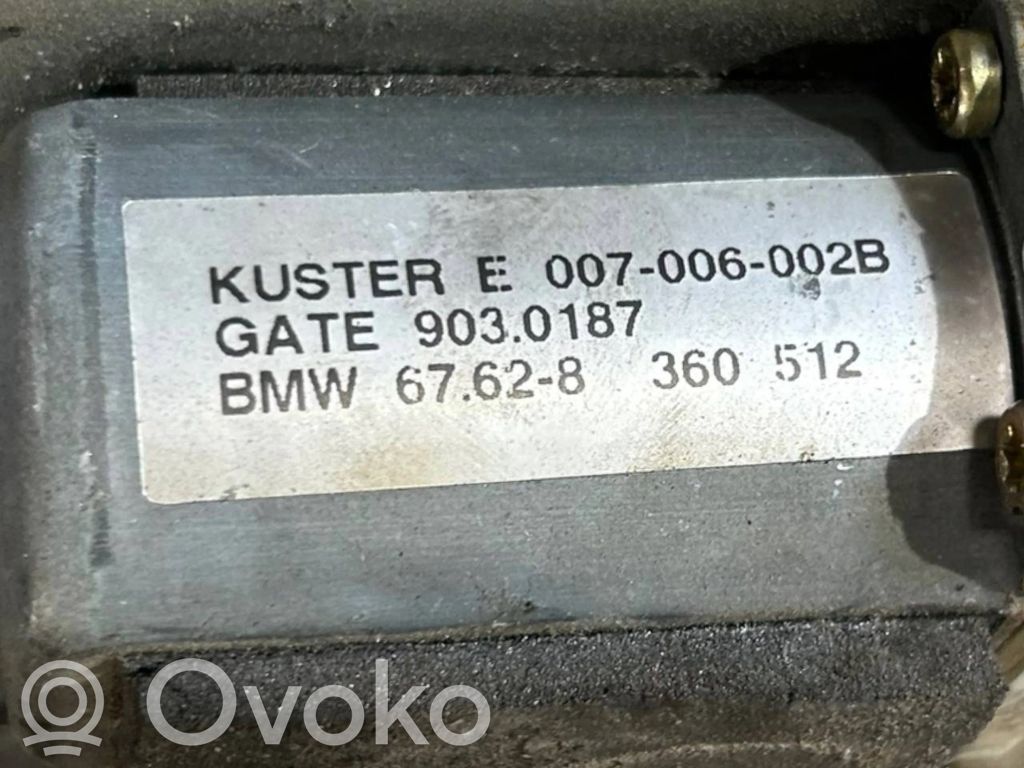 KUSTER E 007-006-002B
GATE 903.0187
BMW 67.62-8 360 512
Ovoko